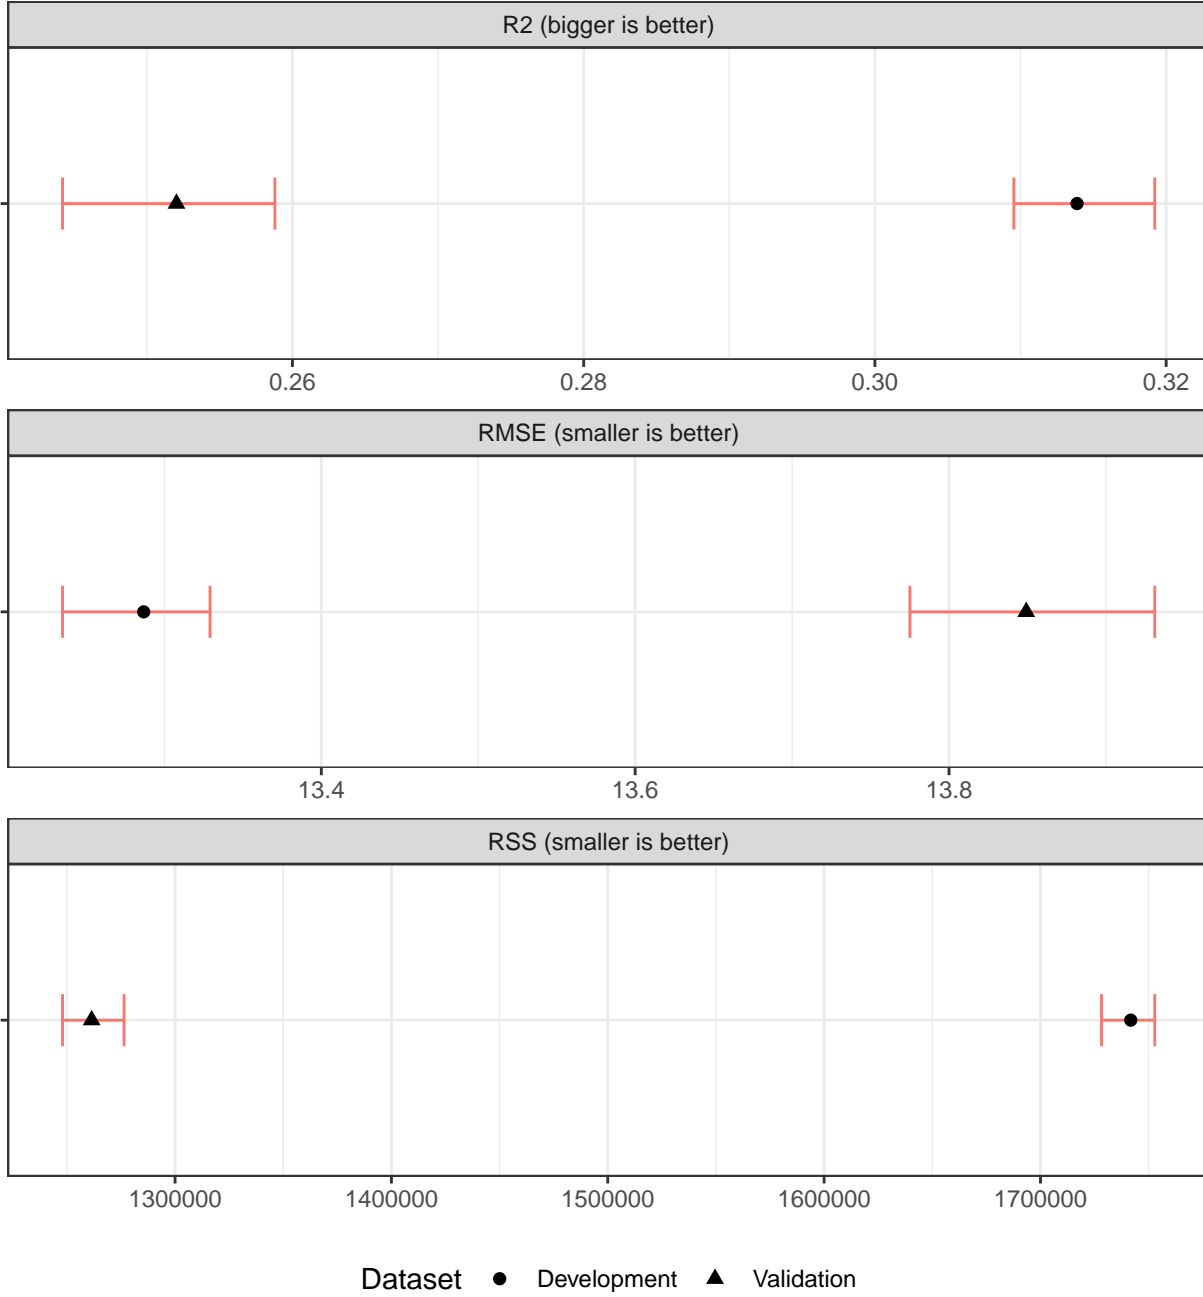 R2 (bigger is better)
0.26 0.28 0.30 0.32
RMSE (smaller is better)
13.4 13.6 13.8
RSS (smaller is better)
1300000 1400000 1500000 1600000 1700000
Dataset Development Validation